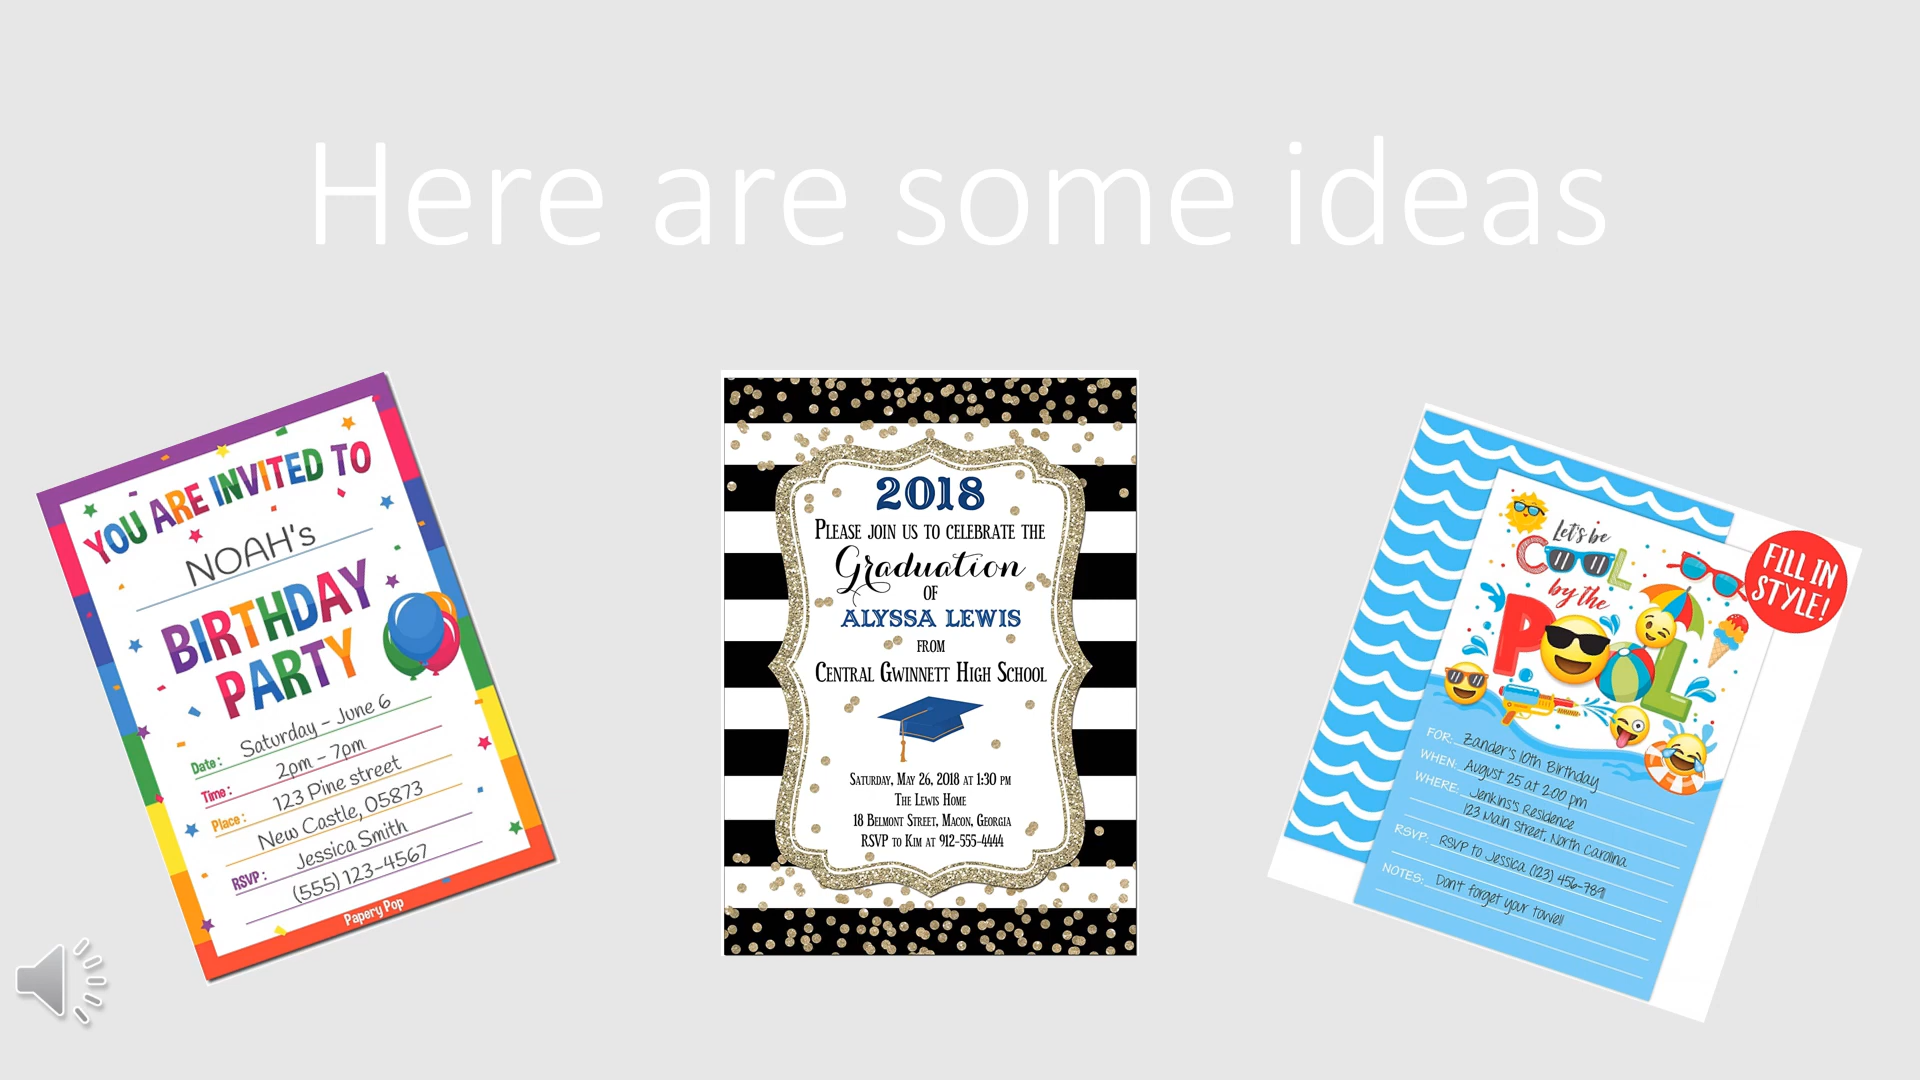 Here are some ideas
YOU ARE INVITED TO
NOAH's
BIRTHDAY
PARTY
Date: Saturday - June 6
Time: 2pm - 7pm
Place: 123 Pine street
New Castle, 05873
Jessica Smith
RSVP: (555) 123-4567
Papery Pop
2018
PLEASE JOIN US TO CELEBRATE THE
Graduation
OF
ALYSSA LEWIS
FROM
CENTRAL GWINNETT HIGH SCHOOL
SATURDAY, MAY 26, 2018 AT 1:30 PM
THE LEWIS HOME
18 BELMONT STREET, MACON, GEORGIA
RSVP TO KIM AT 912-555-4444
Let's be
COOL
by the
POOL
FILL IN
STYLE!
FOR: Zander's 10th Birthday
WHEN: August 25 at 2:00 pm
WHERE: Jenkins's Residence
123 Main Street, North Carolina
RSVP: RSVP to Jessica (123) 456-7891
NOTES: Don't forget your towel!